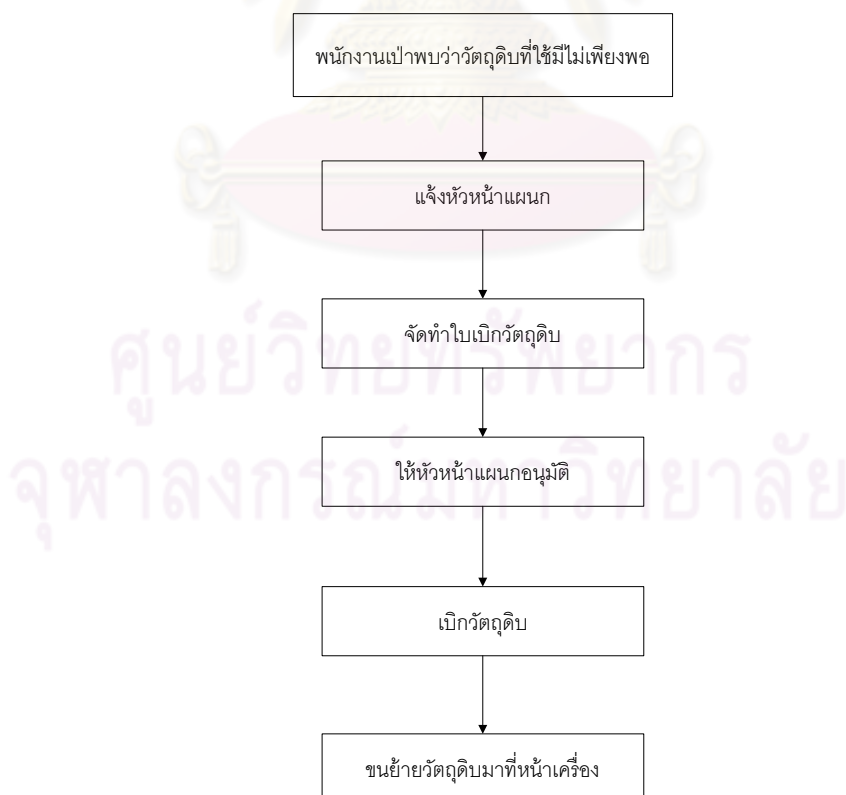 พนักงานเป่าพบว่าวัตถุดิบที่ใช้มีไม่เพียงพอ
แจ้งหัวหน้าแผนก
จัดทำใบเบิกวัตถุดิบ
ศูนย์วิทยทรัพยากร
ให้หัวหน้าแผนกอนุมัติ
จุฬาลงกรณ์มหาวิทยาลัย
เบิกวัตถุดิบ
ขนย้ายวัตถุดิบมาที่หน้าเครื่อง